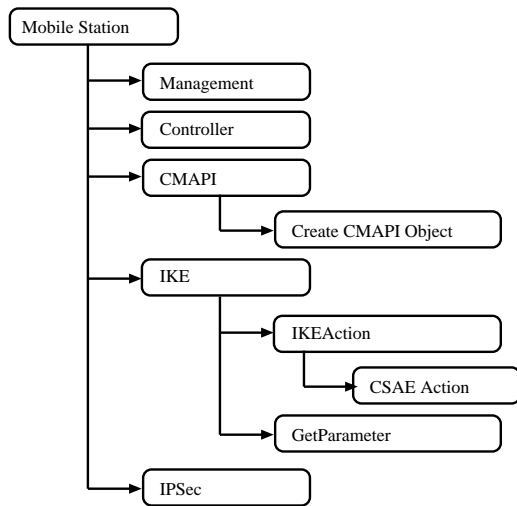 Mobile Station
Management
Controller
CMAPI
Create CMAPI Object
IKE
IKEAction
CSAE Action
GetParameter
IPSec